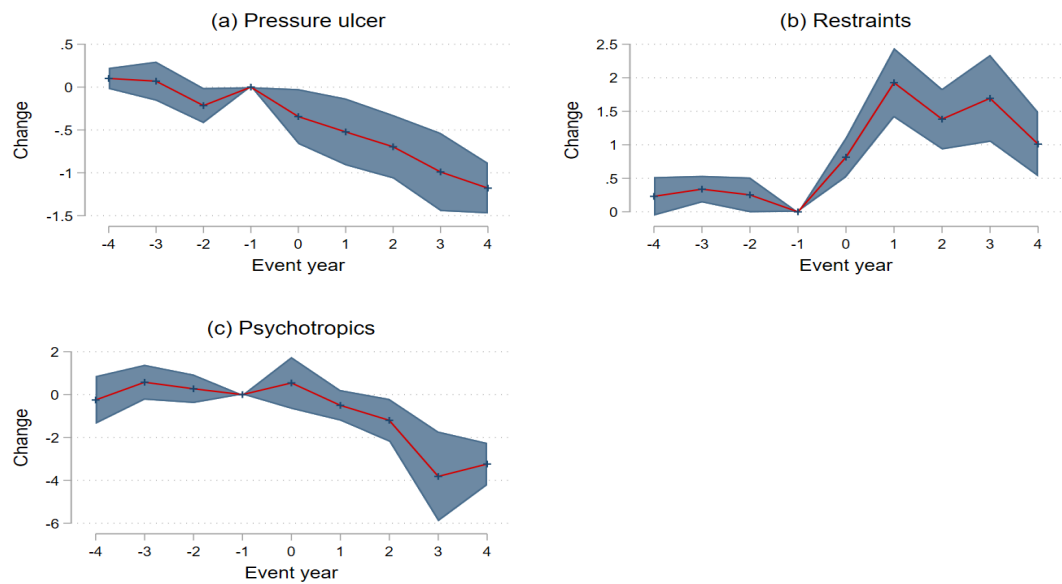 (a) Pressure ulcer
.5
0
-.5
-1
-1.5
Change
-4 -3 -2 -1 0 1 2 3 4
Event year
(b) Restraints
2.5
2
1.5
1
.5
0
Change
-4 -3 -2 -1 0 1 2 3 4
Event year
(c) Psychotropics
2
0
-2
-4
-6
Change
-4 -3 -2 -1 0 1 2 3 4
Event year